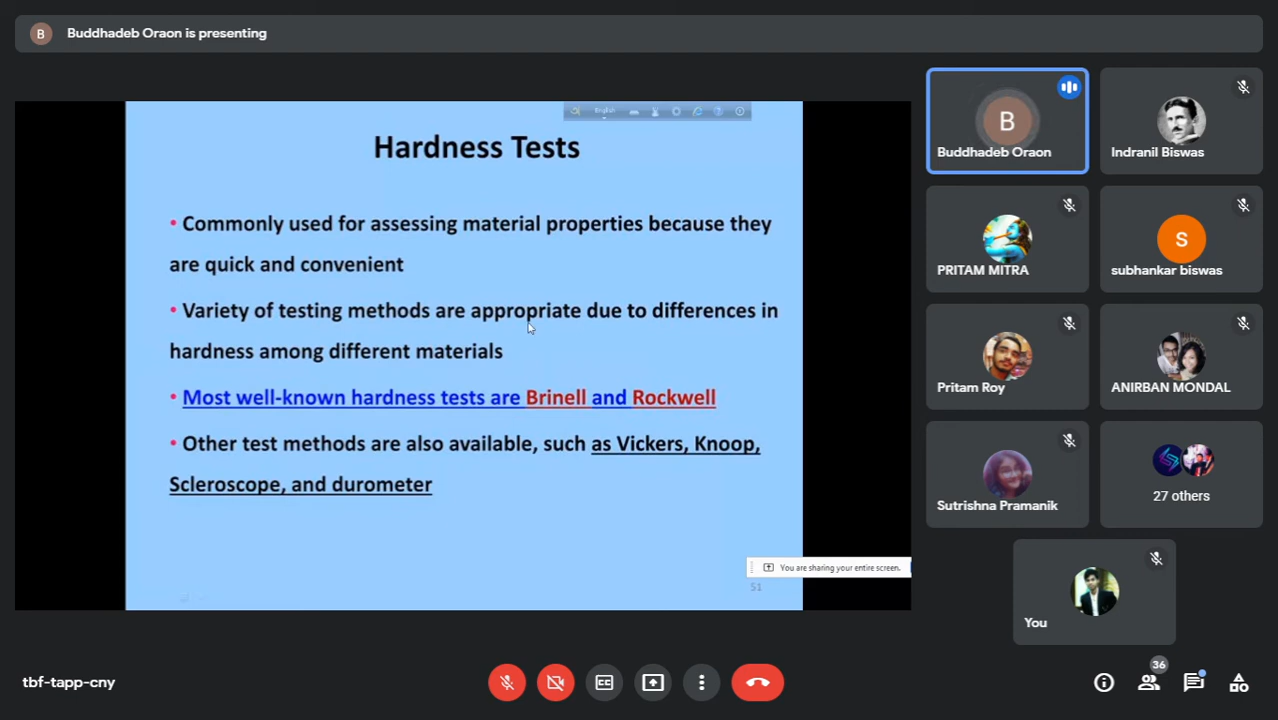 B
Buddhadeb Oraon is presenting
English
Hardness Tests
• Commonly used for assessing material properties because they
are quick and convenient
• Variety of testing methods are appropriate due to differences in
hardness among different materials
• Most well-known hardness tests are Brinell and Rockwell
• Other test methods are also available, such as Vickers, Knoop,
Scleroscope, and durometer
You are sharing your entire screen.
51
B
Buddhadeb Oraon
Indranil Biswas
PRITAM MITRA
S
subhankar biswas
Pritam Roy
ANIRBAN MONDAL
Sutrishna Pramanik
27 others
You
tbf-tapp-cny
CC
36